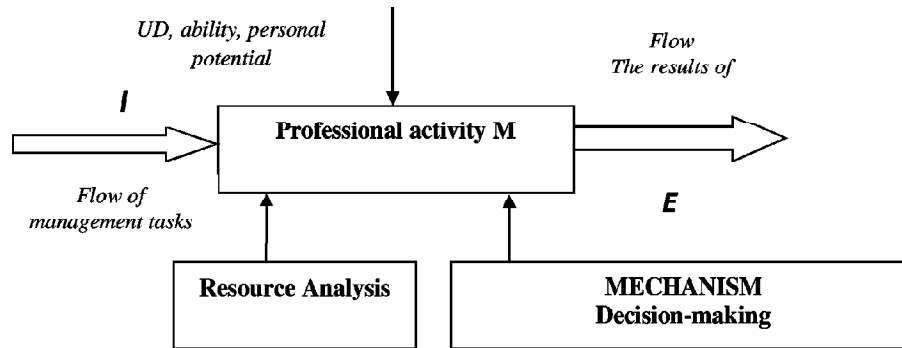 UD, ability, personal
potential
Flow
The results of
I
Professional activity M
Flow of
management tasks
E
Resource Analysis
MECHANISM
Decision-making